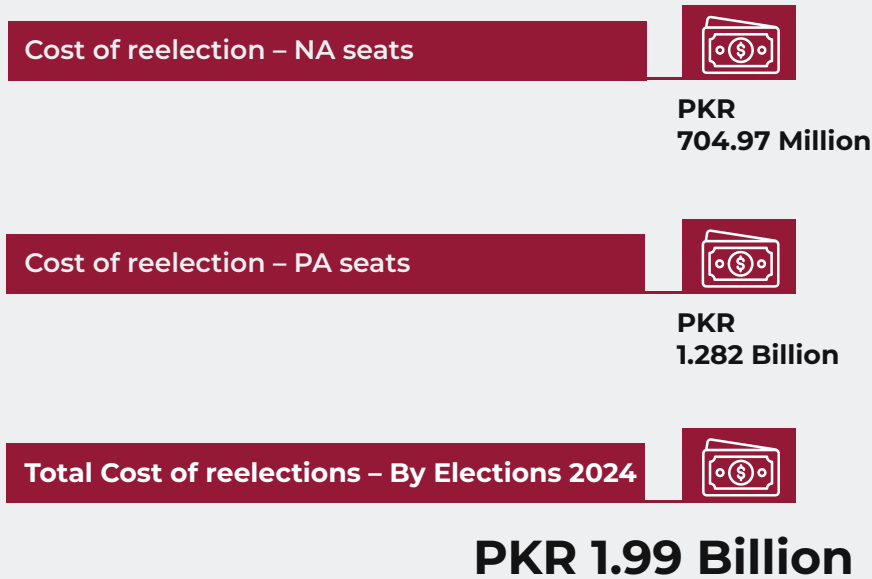 Cost of reelection – NA seats
PKR
704.97 Million
Cost of reelection – PA seats
PKR
1.282 Billion
Total Cost of reelections – By Elections 2024
PKR 1.99 Billion